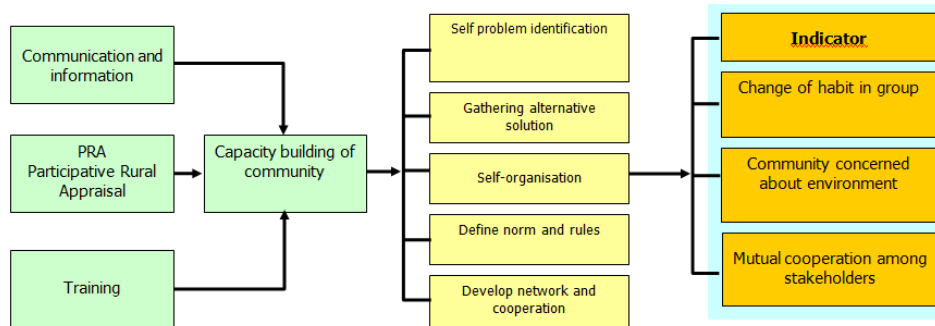 Communication and
information
PRA
Participative Rural
Appraisal
Training
Capacity building of
community
Self problem identification
Gathering alternative
solution
Self-organisation
Define norm and rules
Develop network and
cooperation
Indicator
Change of habit in group
Community concerned
about environment
Mutual cooperation among
stakeholders